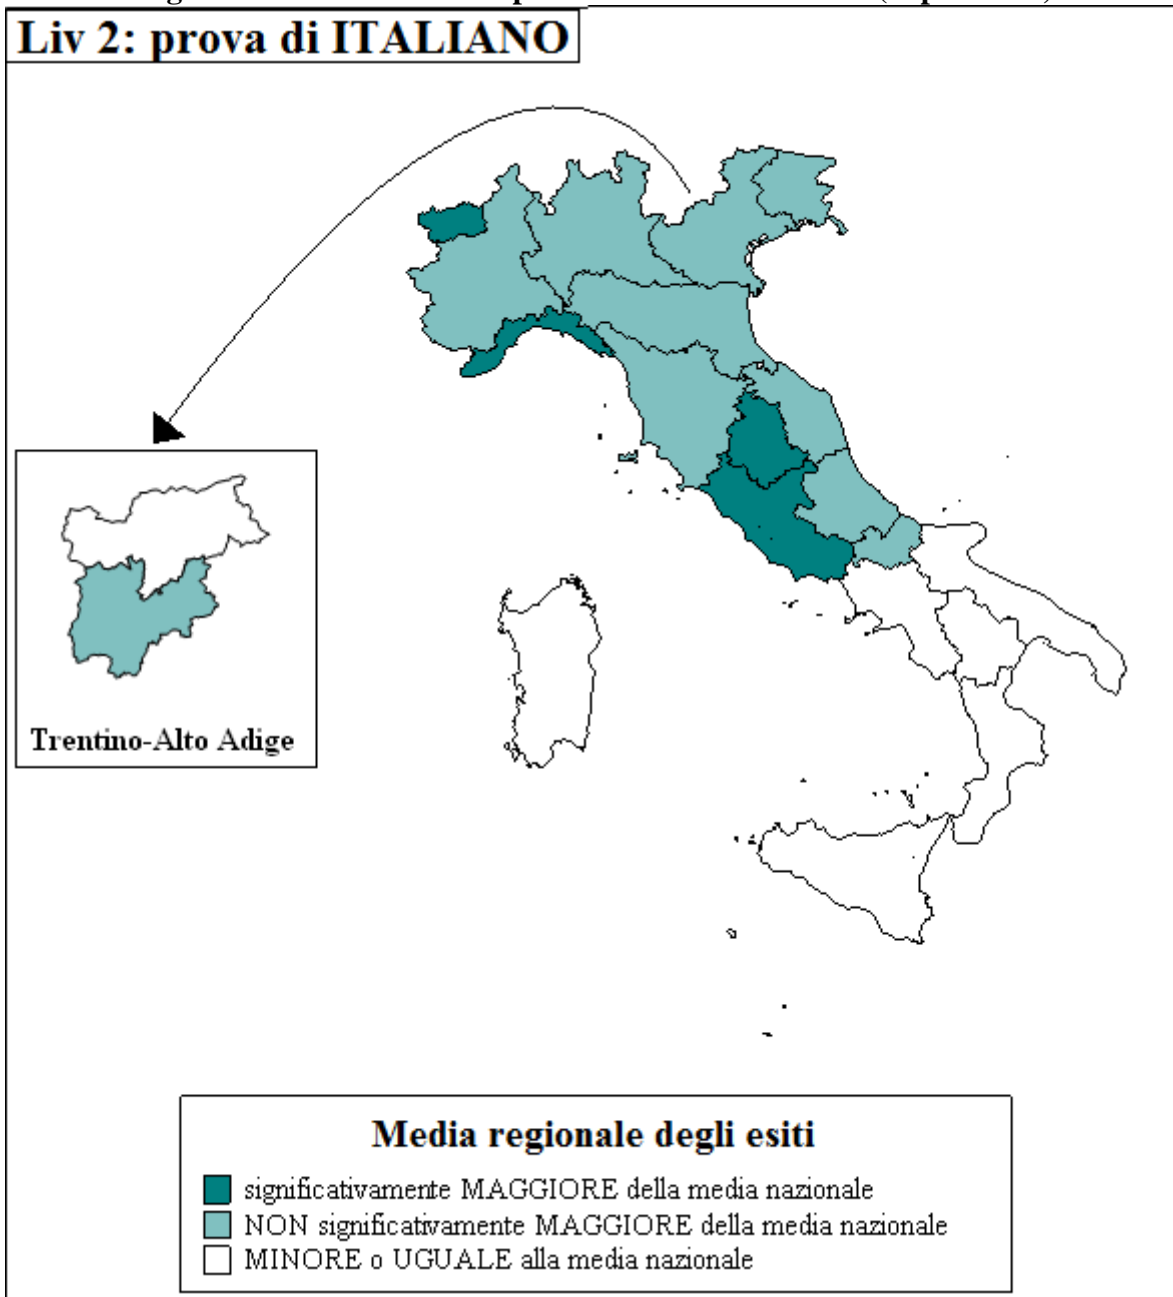 Liv 2: prova di ITALIANO
Trentino-Alto Adige
Media regionale degli esiti
significativamente MAGGIORE della media nazionale
NON significativamente MAGGIORE della media nazionale
MINORE o UGUALE alla media nazionale